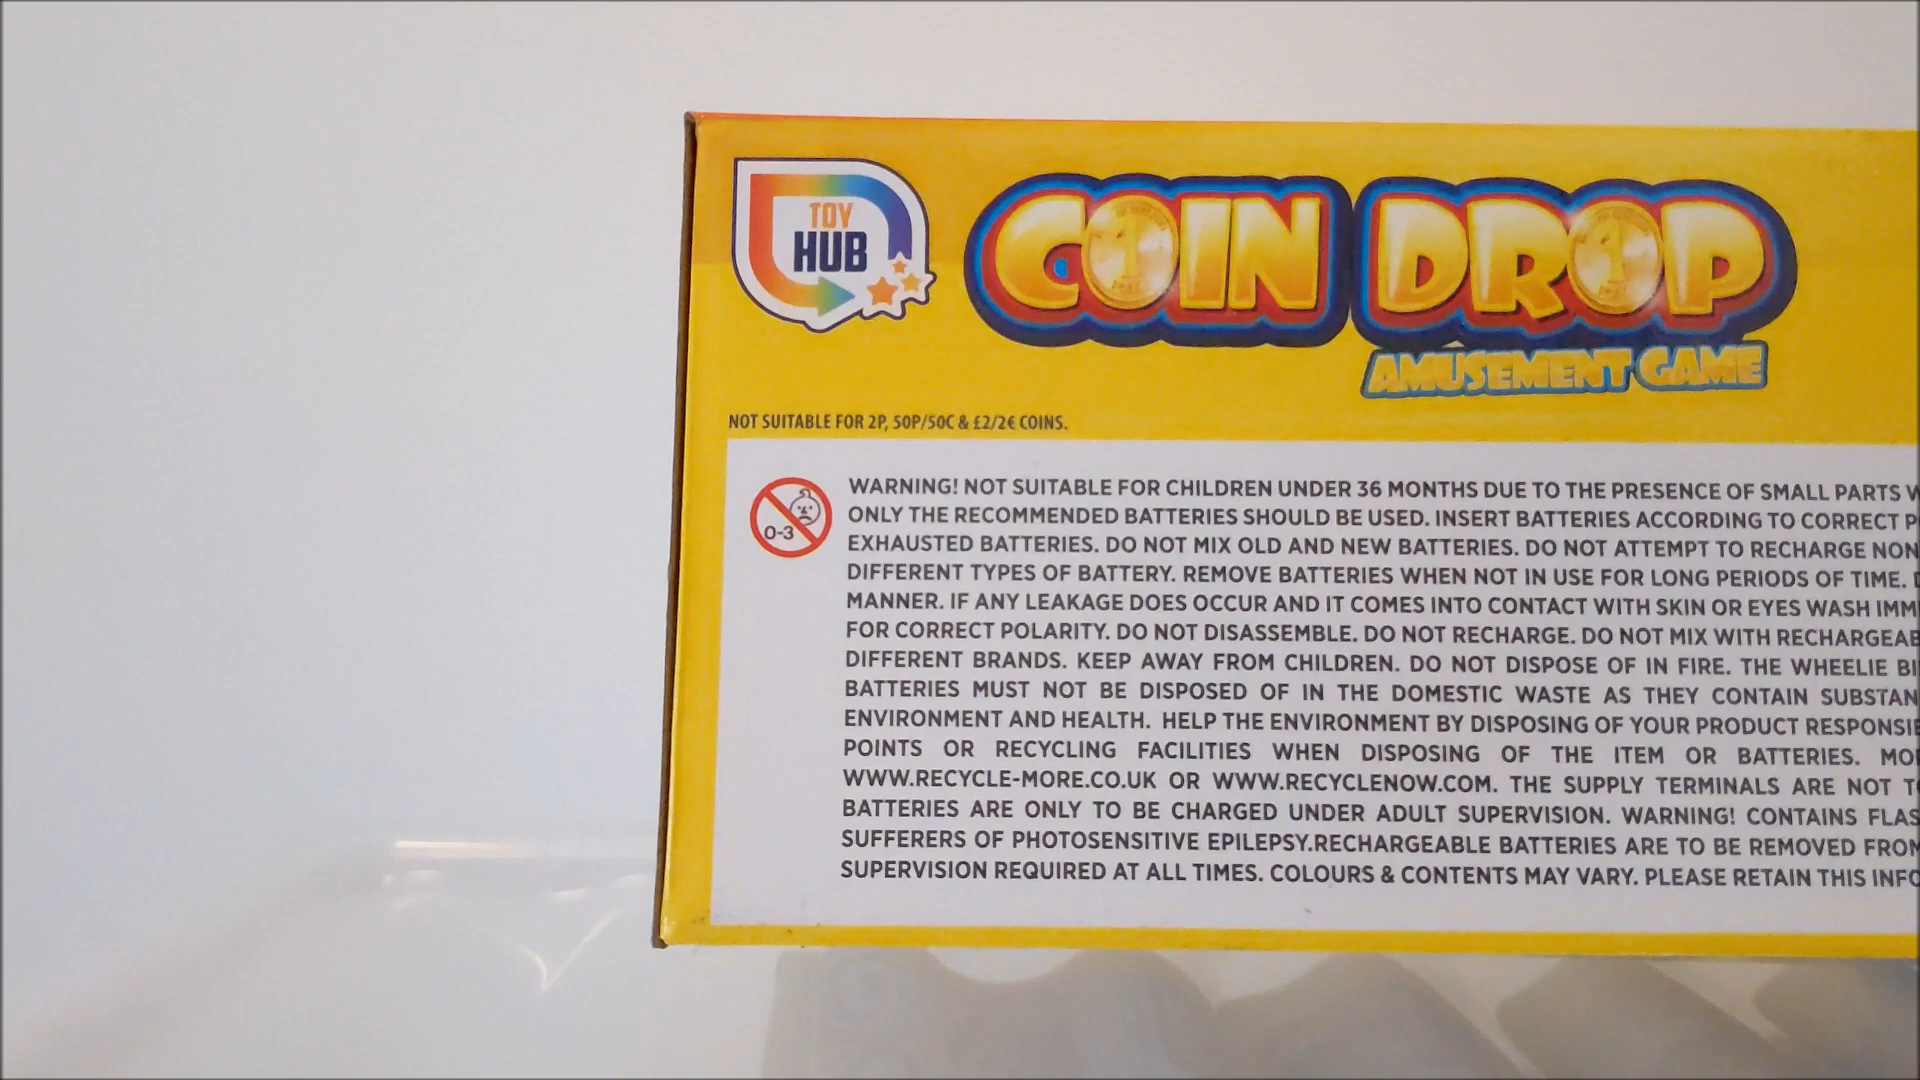 TOY
HUB
COIN DROP
AMUSEMENT GAME
NOT SUITABLE FOR 2P, 50P/50C & £2/2€ COINS.
0-3
WARNING! NOT SUITABLE FOR CHILDREN UNDER 36 MONTHS DUE TO THE PRESENCE OF SMALL PARTS
ONLY THE RECOMMENDED BATTERIES SHOULD BE USED. INSERT BATTERIES ACCORDING TO CORRECT
EXHAUSTED BATTERIES. DO NOT MIX OLD AND NEW BATTERIES. DO NOT ATTEMPT TO RECHARGE NON
DIFFERENT TYPES OF BATTERY. REMOVE BATTERIES WHEN NOT IN USE FOR LONG PERIODS OF TIME.
MANNER. IF ANY LEAKAGE DOES OCCUR AND IT COMES INTO CONTACT WITH SKIN OR EYES WASH IMM
FOR CORRECT POLARITY. DO NOT DISASSEMBLE. DO NOT RECHARGE. DO NOT MIX WITH RECHARGEAB
DIFFERENT BRANDS. KEEP AWAY FROM CHILDREN. DO NOT DISPOSE OF IN FIRE. THE WHEELIE BI
BATTERIES MUST NOT BE DISPOSED OF IN THE DOMESTIC WASTE AS THEY CONTAIN SUBSTAN
ENVIRONMENT AND HEALTH. HELP THE ENVIRONMENT BY DISPOSING OF YOUR PRODUCT RESPONSI
POINTS OR RECYCLING FACILITIES WHEN DISPOSING OF THE ITEM OR BATTERIES. MO
WWW.RECYCLE-MORE.CO.UK OR WWW.RECYCLENOW.COM. THE SUPPLY TERMINALS ARE NOT T
BATTERIES ARE ONLY TO BE CHARGED UNDER ADULT SUPERVISION. WARNING! CONTAINS FLAS
SUFFERERS OF PHOTOSENSITIVE EPILEPSY.RECHARGEABLE BATTERIES ARE TO BE REMOVED FROM
SUPERVISION REQUIRED AT ALL TIMES. COLOURS & CONTENTS MAY VARY. PLEASE RETAIN THIS INFO